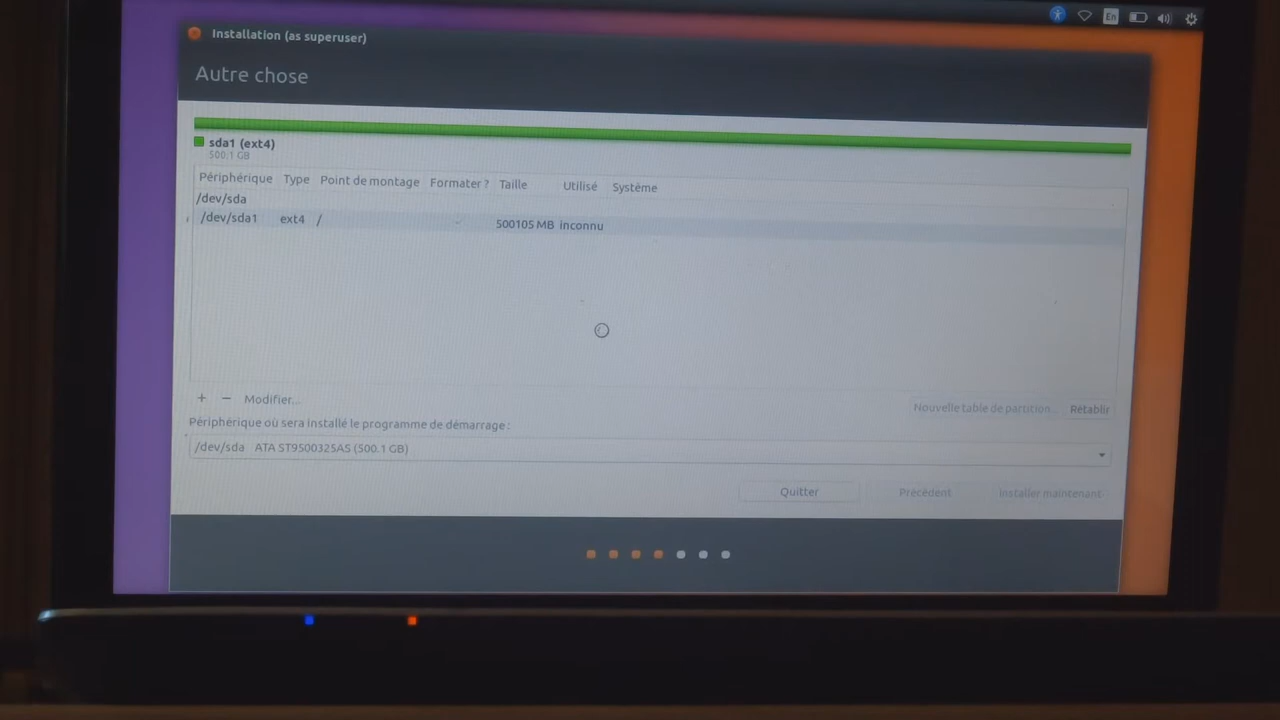 En
Installation (as superuser)
Autre chose
sda1 (ext4)
500.1 GB
Périphérique Type Point de montage Formater ? Taille Utilisé Système
/dev/sda
/dev/sda1 ext4 / 500105 MB inconnu
+ − Modifier... Nouvelle table de partition... Rétablir
Périphérique où sera installé le programme de démarrage :
/dev/sda ATA ST9500325AS (500.1 GB)
Quitter Précédent Installer maintenant